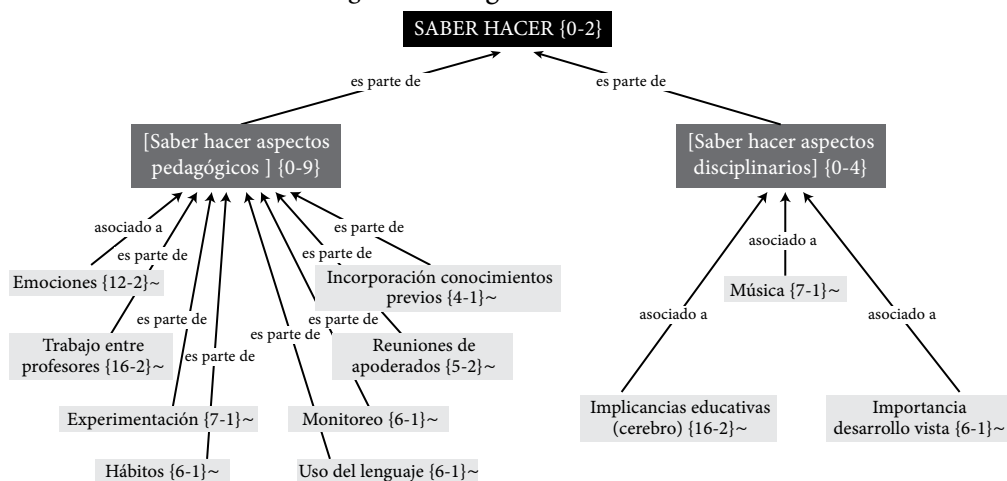 SABER HACER {0-2}
es parte de
es parte de
[Saber hacer aspectos
pedagógicos ] {0-9}
[Saber hacer aspectos
disciplinarios] {0-4}
asociado a
es parte de
es parte de
es parte de
asociado a
Emociones {12-2}~
Incorporación conocimientos
previos {4-1}~
Música {7-1}~
es parte de
es parte de
es parte de
es parte de
asociado a
asociado a
Trabajo entre
profesores {16-2}~
Reuniones de
apoderados {5-2}~
Experimentación {7-1}~
Monitoreo {6-1}~
Implicancias educativas
(cerebro) {16-2}~
Importancia
desarrollo vista {6-1}~
Hábitos {6-1}~
Uso del lenguaje {6-1}~